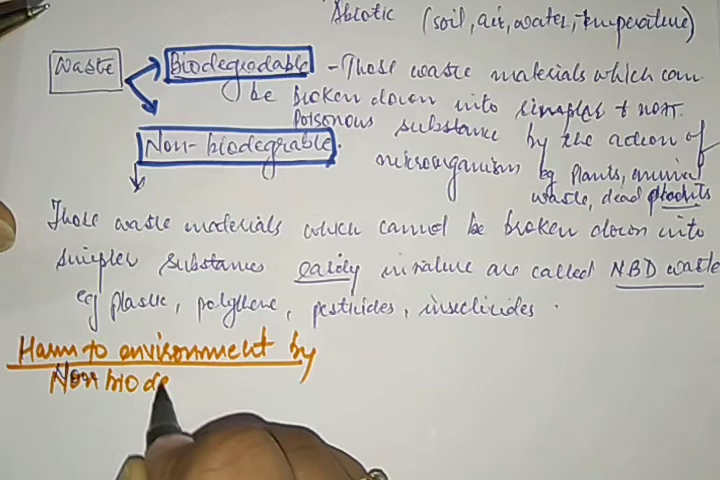 Abiotic (soil, air, water, temperature)
Waste
Biodegradable - Those waste materials which can
be broken down into simpler & non-
poisonous substance by the action of
Non-biodegrable.
microorganism eg plants, animal
waste, dead
Those waste materials which cannot be broken down into
simpler substances easily in nature are called NBD waste
eg plastic, polythene, pesticides, insecticides.
Harm to environment by
Non biode